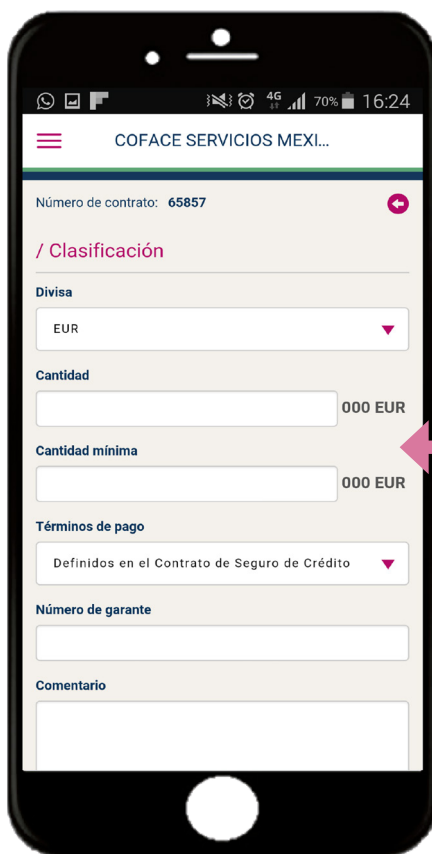 4G 70% 16:24
COFACE SERVICIOS MEXI...
Número de contrato: 65857
/ Clasificación
Divisa
EUR
Cantidad
000 EUR
Cantidad mínima
000 EUR
Términos de pago
Definidos en el Contrato de Seguro de Crédito
Número de garante
Comentario